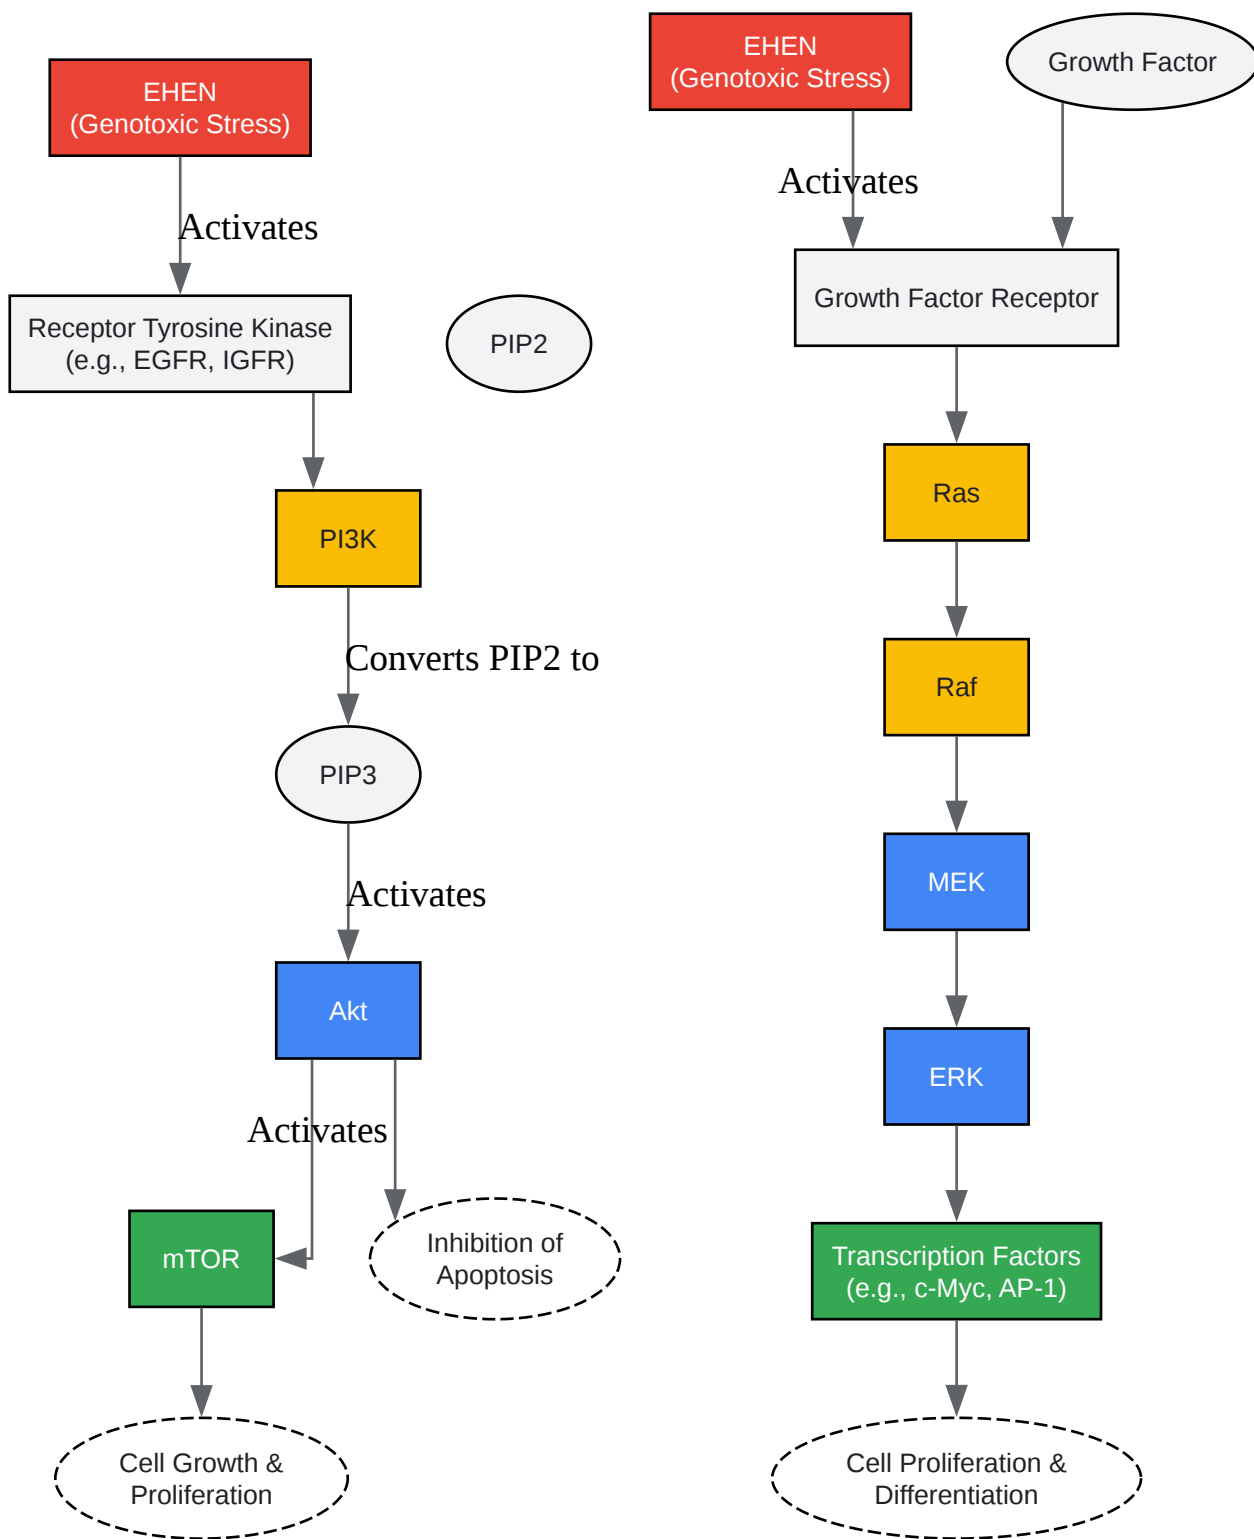 EHEN
(Genotoxic Stress)
Activates
Receptor Tyrosine Kinase
(e.g., EGFR, IGFR)
PIP2
PI3K
Converts PIP2 to
PIP3
Activates
Akt
Activates
mTOR
Inhibition of
Apoptosis
Cell Growth &
Proliferation
EHEN
(Genotoxic Stress)
Growth Factor
Activates
Growth Factor Receptor
Ras
Raf
MEK
ERK
Transcription Factors
(e.g., c-Myc, AP-1)
Cell Proliferation &
Differentiation